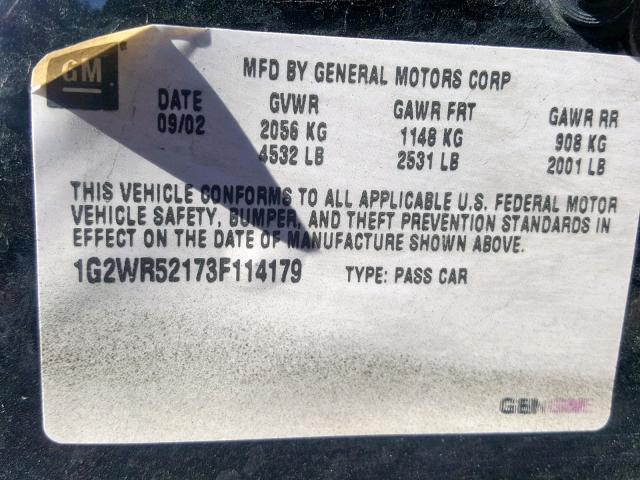 GM
MFD BY GENERAL MOTORS CORP
DATE GVWR GAWR FRT GAWR RR
09/02 2056 KG 1148 KG 908 KG
4532 LB 2531 LB 2001 LB
THIS VEHICLE CONFORMS TO ALL APPLICABLE U.S. FEDERAL MOTOR
VEHICLE SAFETY, BUMPER, AND THEFT PREVENTION STANDARDS IN
EFFECT ON THE DATE OF MANUFACTURE SHOWN ABOVE.
1G2WR52173F114179 TYPE: PASS CAR